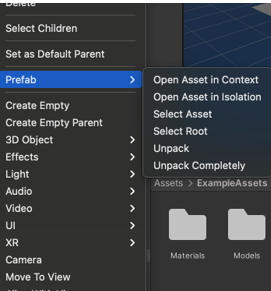 Delete
Select Children
Set as Default Parent
Prefab
Open Asset in Context
Open Asset in Isolation
Select Asset
Select Root
Unpack
Unpack Completely
Create Empty
Create Empty Parent
3D Object
Effects
Light
Audio
Video
UI
XR
Camera
Move To View
Assets > ExampleAssets
Materials
Models